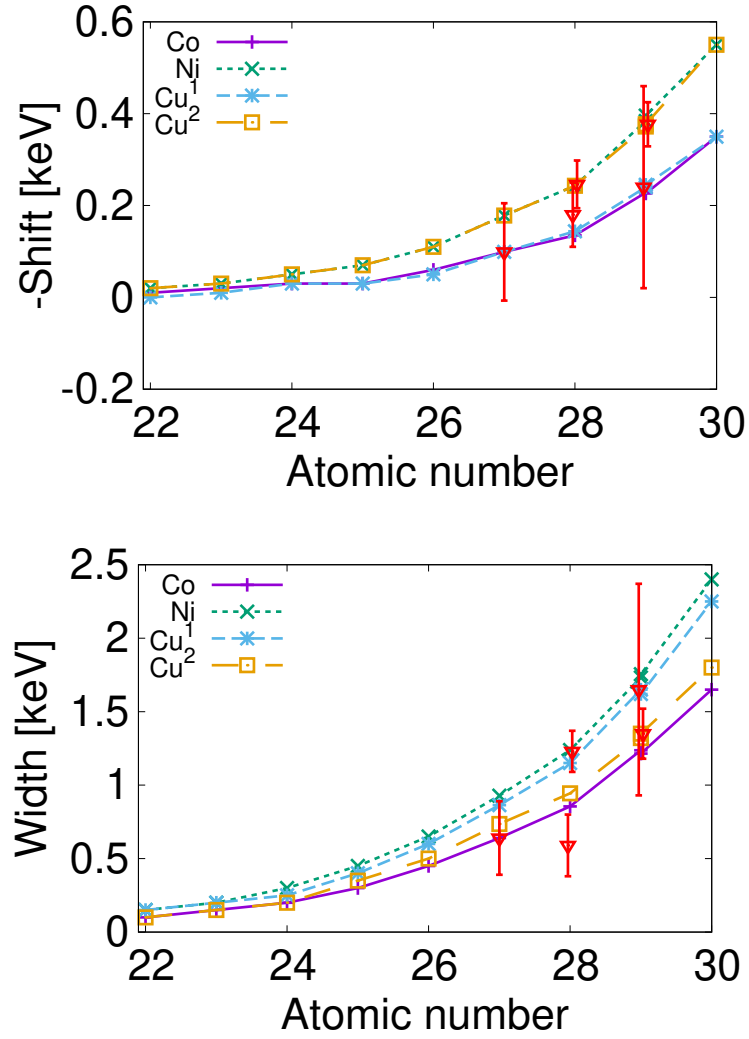 -Shift [keV]
0.6
0.4
0.2
0
-0.2
Co
Ni
Cu¹
Cu²
22 24 26 28 30
Atomic number
Width [keV]
2.5
2
1.5
1
0.5
0
Co
Ni
Cu¹
Cu²
22 24 26 28 30
Atomic number